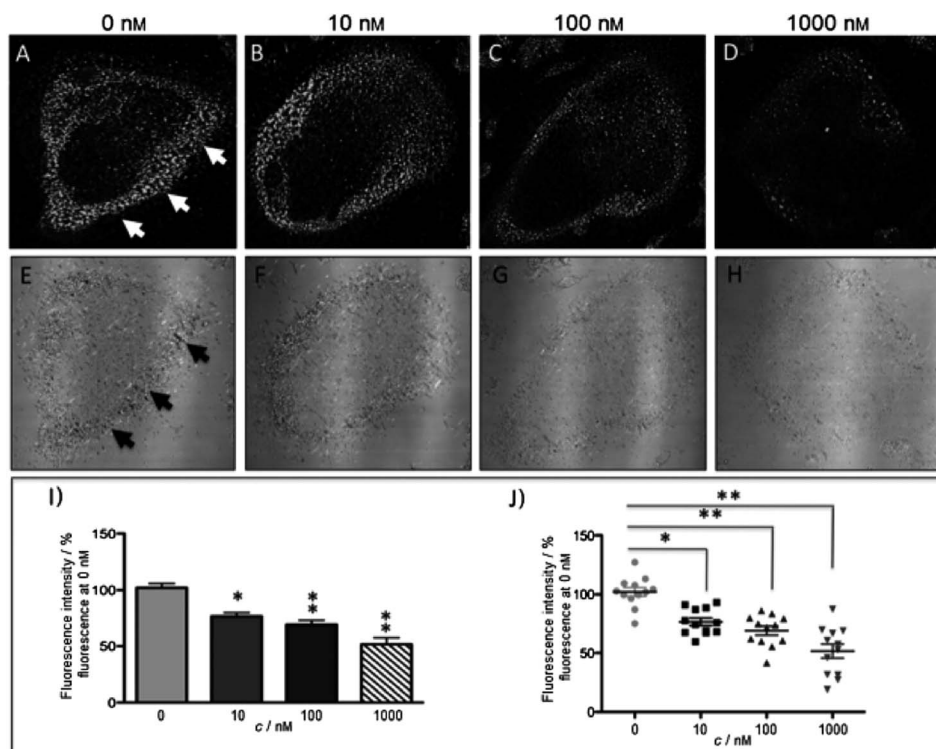 0 nM 10 nM 100 nM 1000 nM
A B C D
E F G H
I)
Fluorescence intensity / %
fluorescence at 0 nM
150
100
50
0
* ** **
0 10 100 1000
c / nM
J)
Fluorescence intensity / %
fluorescence at 0 nM
150
100
50
0
**
**
*
0 10 100 1000
c / nM